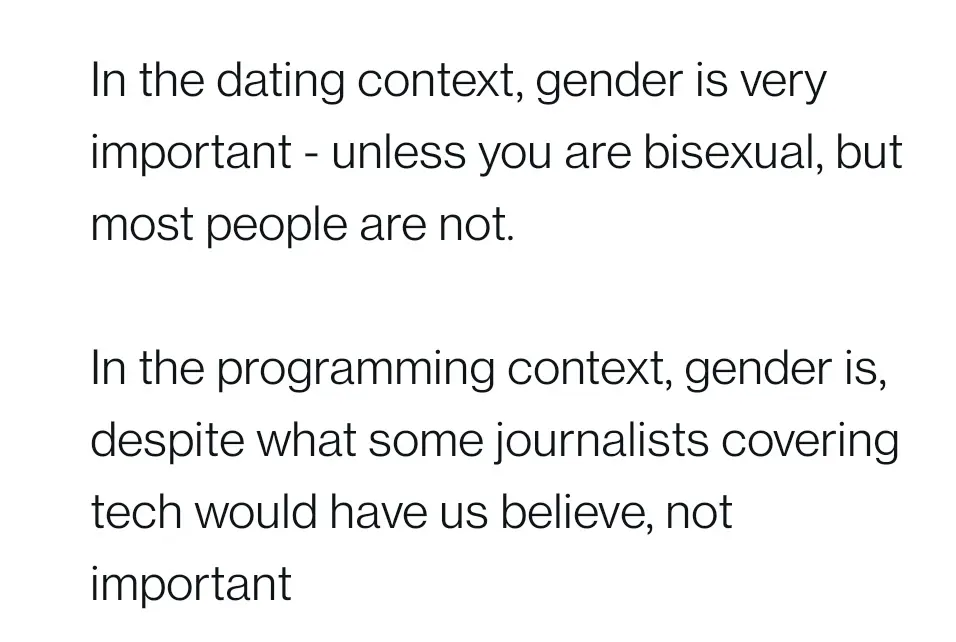 In the dating context, gender is very
important - unless you are bisexual, but
most people are not.
In the programming context, gender is,
despite what some journalists covering
tech would have us believe, not
important